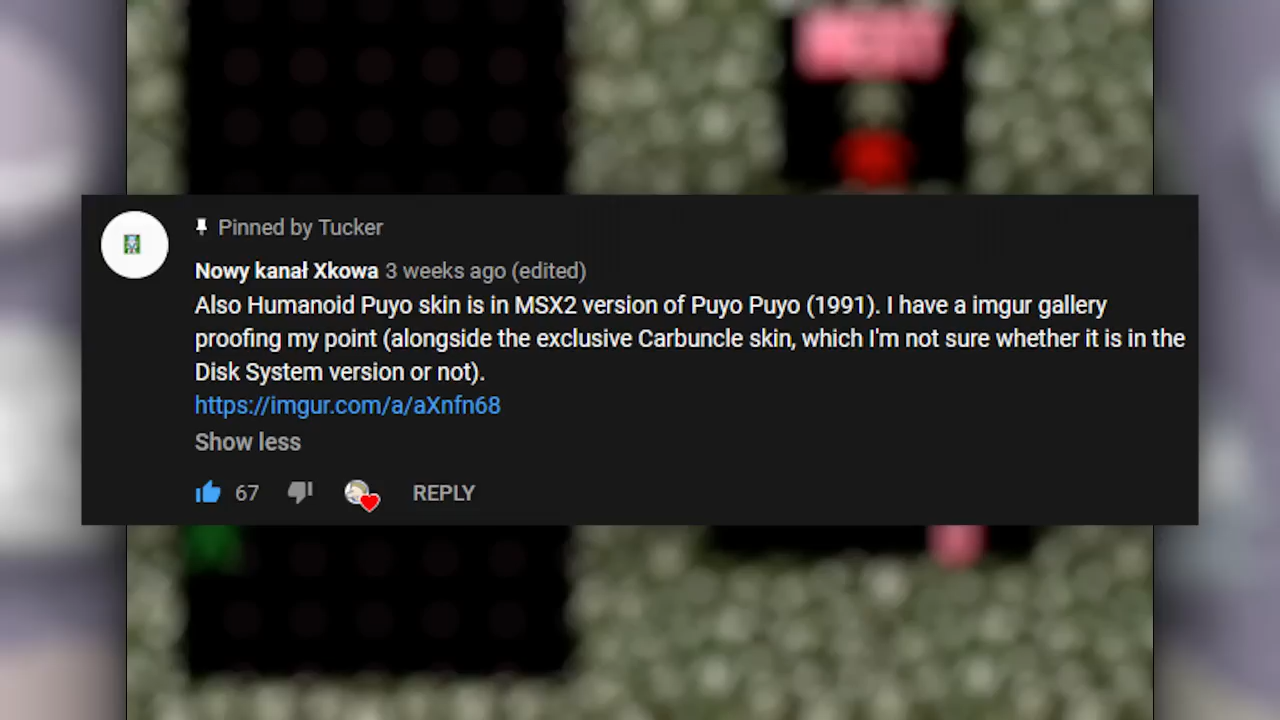 Pinned by Tucker
Nowy kanał Xkowa 3 weeks ago (edited)
Also Humanoid Puyo skin is in MSX2 version of Puyo Puyo (1991). I have a imgur gallery
proofing my point (alongside the exclusive Carbuncle skin, which I'm not sure whether it is in the
Disk System version or not).
https://imgur.com/a/aXnfn68
Show less
67 REPLY